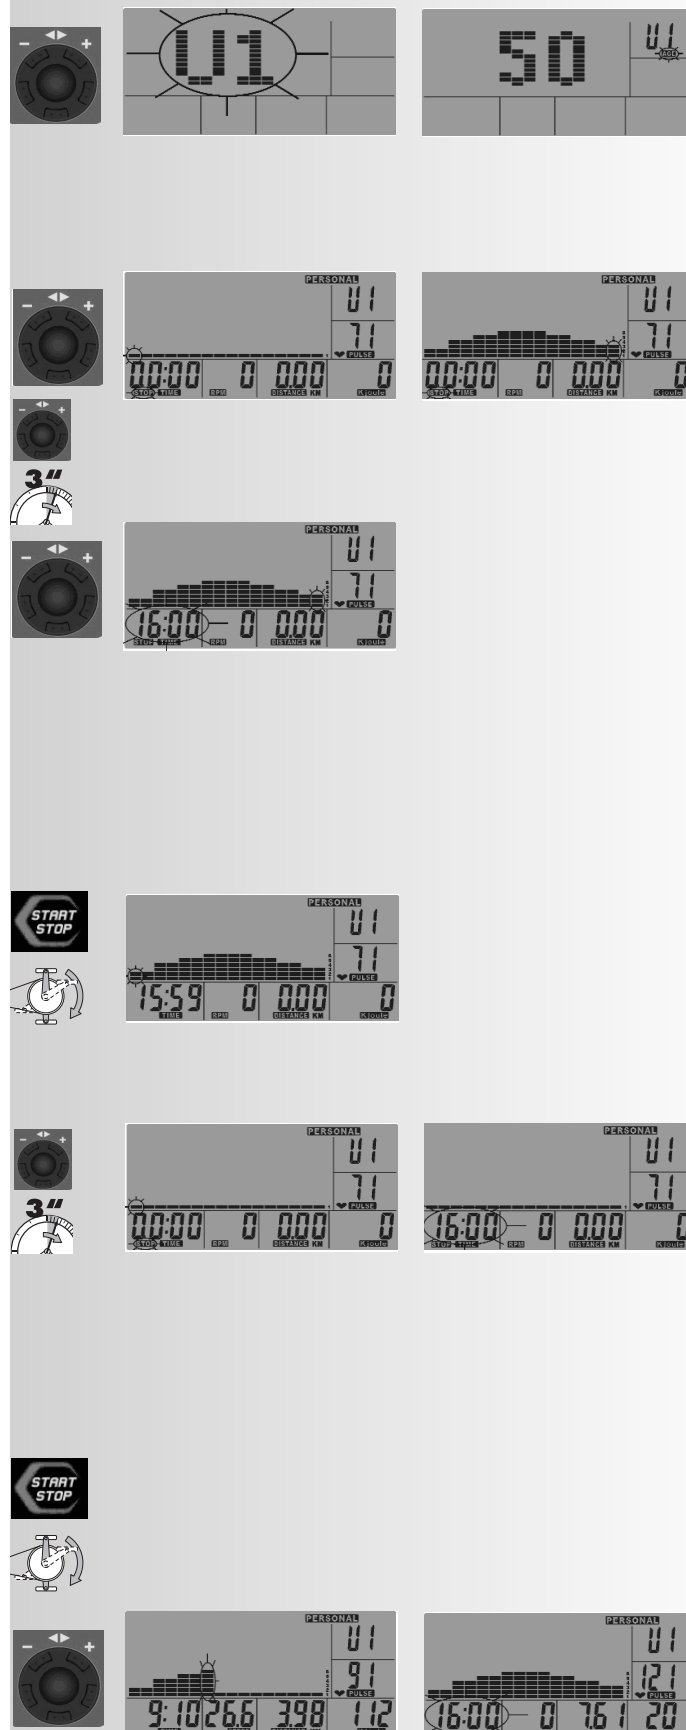 − ◄► +
U1
50
U1
AGE
− ◄► +
PERSONAL
U1
71
PULSE
00:00 0 0.00 0
STOP TIME RPM DISTANCE KM KJoule
PERSONAL
U1
71
PULSE
00:00 0 0.00 0
STOP TIME RPM DISTANCE KM KJoule
− ◄► +
3"
− ◄► +
PERSONAL
U1
71
PULSE
16:00 0 0.00 0
STOP TIME RPM DISTANCE KM KJoule
START
STOP
PERSONAL
U1
71
PULSE
15:59 0 0.00 0
TIME RPM DISTANCE KM KJoule
− ◄► +
3"
PERSONAL
U1
71
PULSE
00:00 0 0.00 0
STOP TIME RPM DISTANCE KM KJoule
PERSONAL
U1
71
PULSE
16:00 0 0.00 0
STOP TIME RPM DISTANCE KM KJoule
START
STOP
− ◄► +
PERSONAL
U1
91
PULSE
9:10 26.6 3.98 112
PERSONAL
U1
121
PULSE
16:00 0 7.61 20